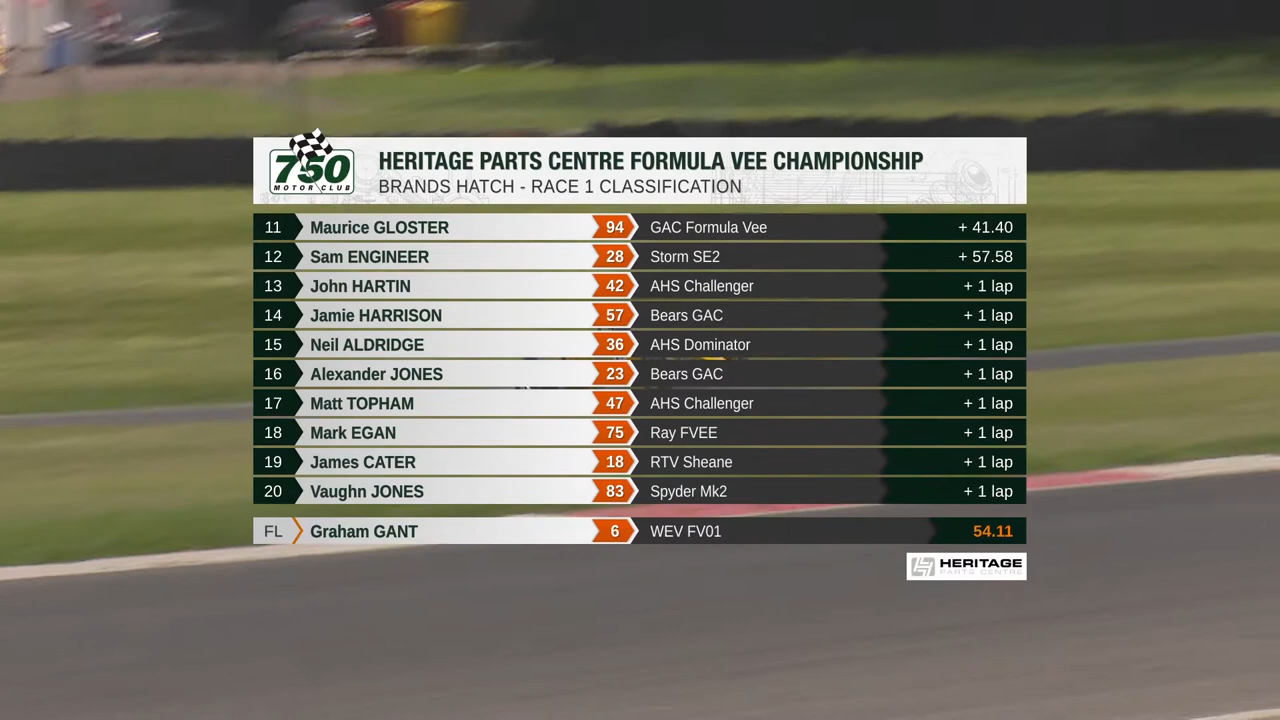 750
MOTOR CLUB
HERITAGE PARTS CENTRE FORMULA VEE CHAMPIONSHIP
BRANDS HATCH - RACE 1 CLASSIFICATION
11 Maurice GLOSTER 94 GAC Formula Vee + 41.40
12 Sam ENGINEER 28 Storm SE2 + 57.58
13 John HARTIN 42 AHS Challenger + 1 lap
14 Jamie HARRISON 57 Bears GAC + 1 lap
15 Neil ALDRIDGE 36 AHS Dominator + 1 lap
16 Alexander JONES 23 Bears GAC + 1 lap
17 Matt TOPHAM 47 AHS Challenger + 1 lap
18 Mark EGAN 75 Ray FVEE + 1 lap
19 James CATER 18 RTV Sheane + 1 lap
20 Vaughn JONES 83 Spyder Mk2 + 1 lap
FL Graham GANT 6 WEV FV01 54.11
HERITAGE
PARTS CENTRE